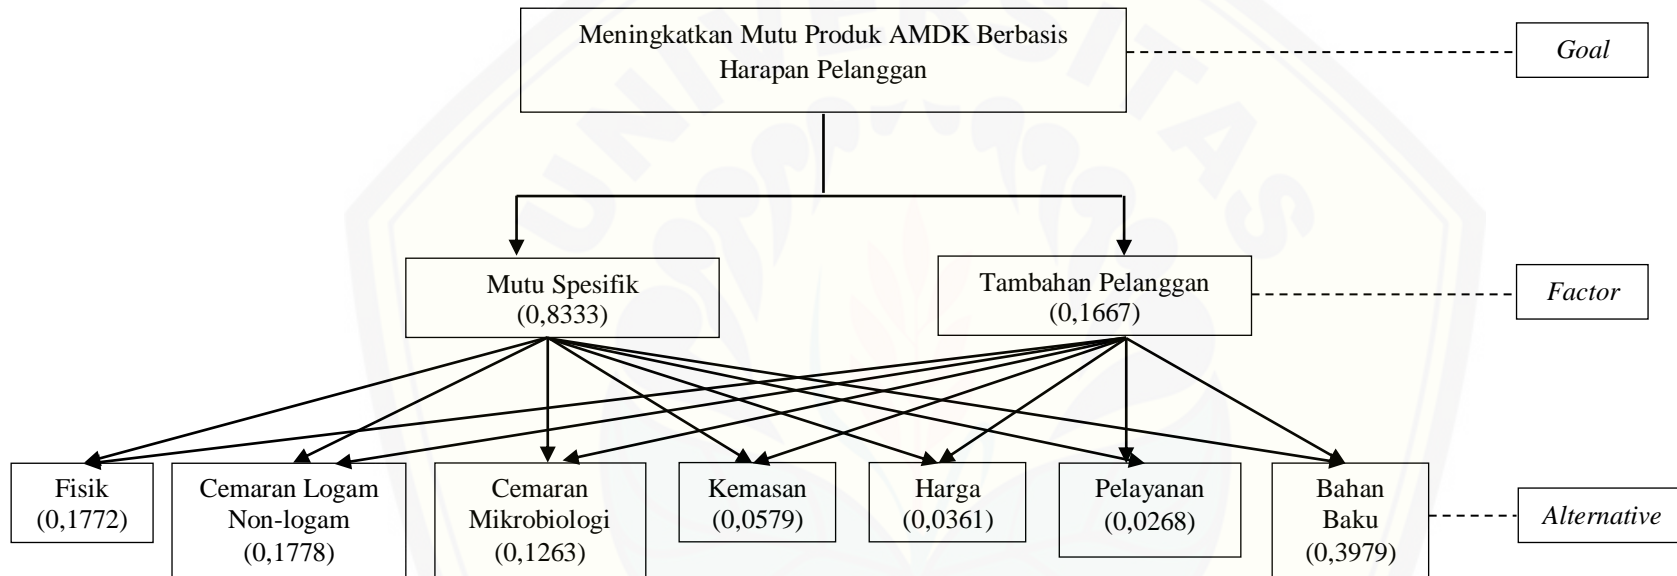 Meningkatkan Mutu Produk AMDK Berbasis
Harapan Pelanggan
Goal
UNIVERSITAS
Mutu Spesifik
(0,8333)
Tambahan Pelanggan
(0,1667)
Factor
Fisik
(0,1772)
Cemaran Logam
Non-logam
(0,1778)
Cemaran
Mikrobiologi
(0,1263)
Kemasan
(0,0579)
Harga
(0,0361)
Pelayanan
(0,0268)
Bahan
Baku
(0,3979)
Alternative